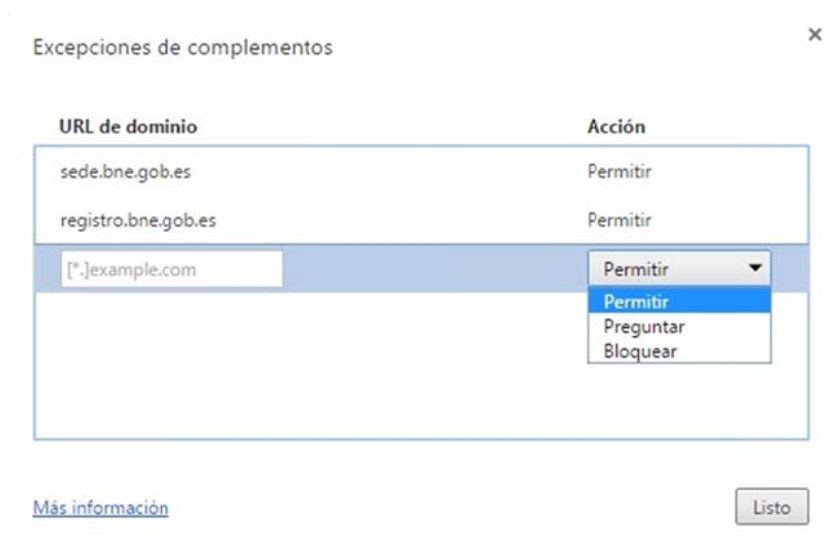 Excepciones de complementos ×
URL de dominio Acción
sede.bne.gob.es Permitir
registro.bne.gob.es Permitir
[*.]example.com Permitir
Permitir
Preguntar
Bloquear
Más información Listo